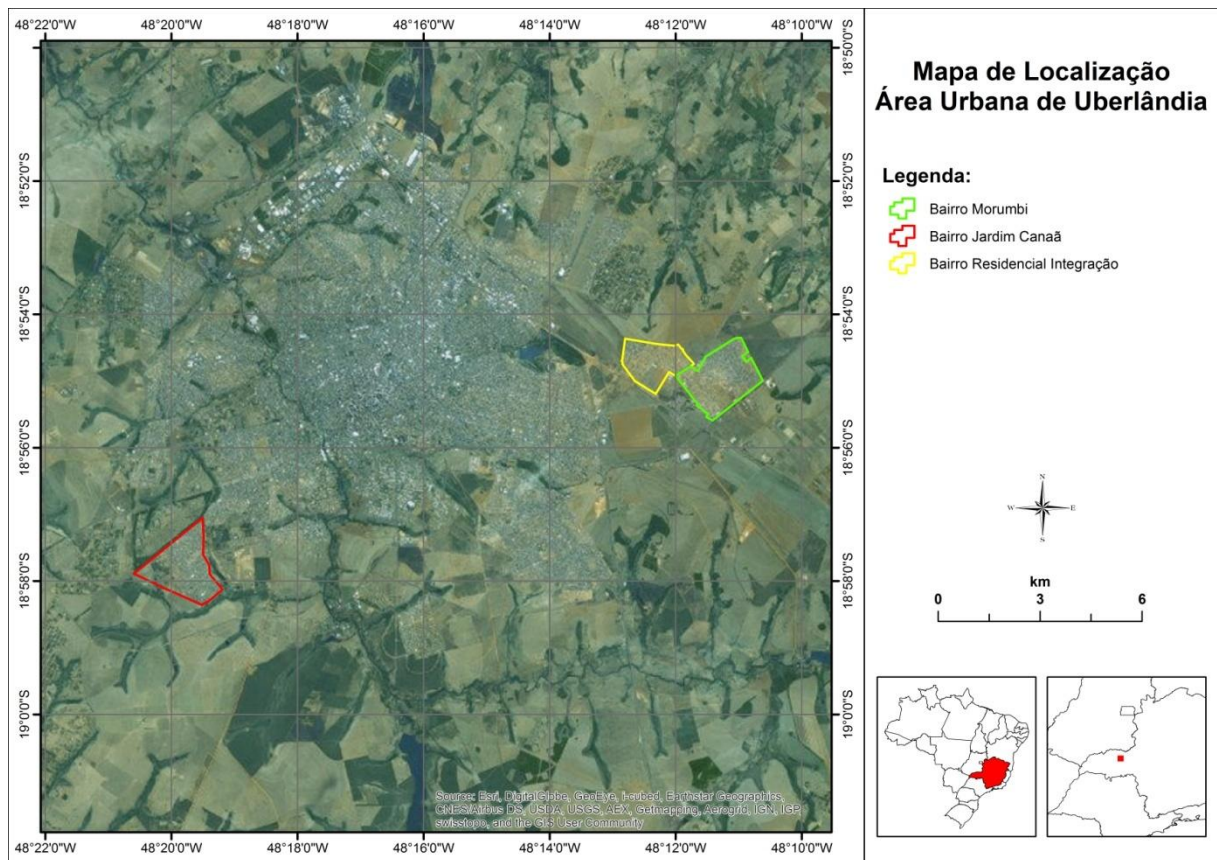 48°22'0"W 48°20'0"W 48°18'0"W 48°16'0"W 48°14'0"W 48°12'0"W 48°10'0"W
18°50'0"S
18°52'0"S 18°52'0"S
18°54'0"S 18°54'0"S
18°56'0"S 18°56'0"S
18°58'0"S 18°58'0"S
19°0'0"S 19°0'0"S
Source: Esri, DigitalGlobe, GeoEye, i-cubed, Earthstar Geographics,
CNES/Airbus DS, USDA, USGS, AEX, Getmapping, Aerogrid, IGN, IGP,
swisstopo, and the GIS User Community
48°22'0"W 48°20'0"W 48°18'0"W 48°16'0"W 48°14'0"W 48°12'0"W 48°10'0"W
Mapa de Localização
Área Urbana de Uberlândia
Legenda:
Bairro Morumbi
Bairro Jardim Canaã
Bairro Residencial Integração
N
W E
S
km
0 3 6